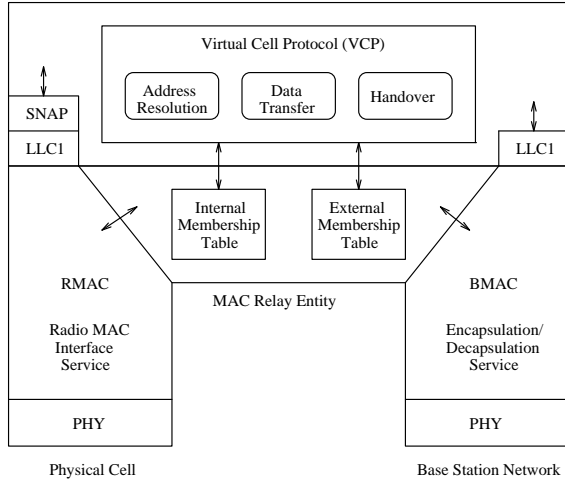 Virtual Cell Protocol (VCP)
Address
Resolution
Data
Transfer
Handover
SNAP
LLC1
LLC1
Internal
Membership
Table
External
Membership
Table
RMAC
MAC Relay Entity
BMAC
Radio MAC
Interface
Service
Encapsulation/
Decapsulation
Service
PHY
PHY
Physical Cell
Base Station Network